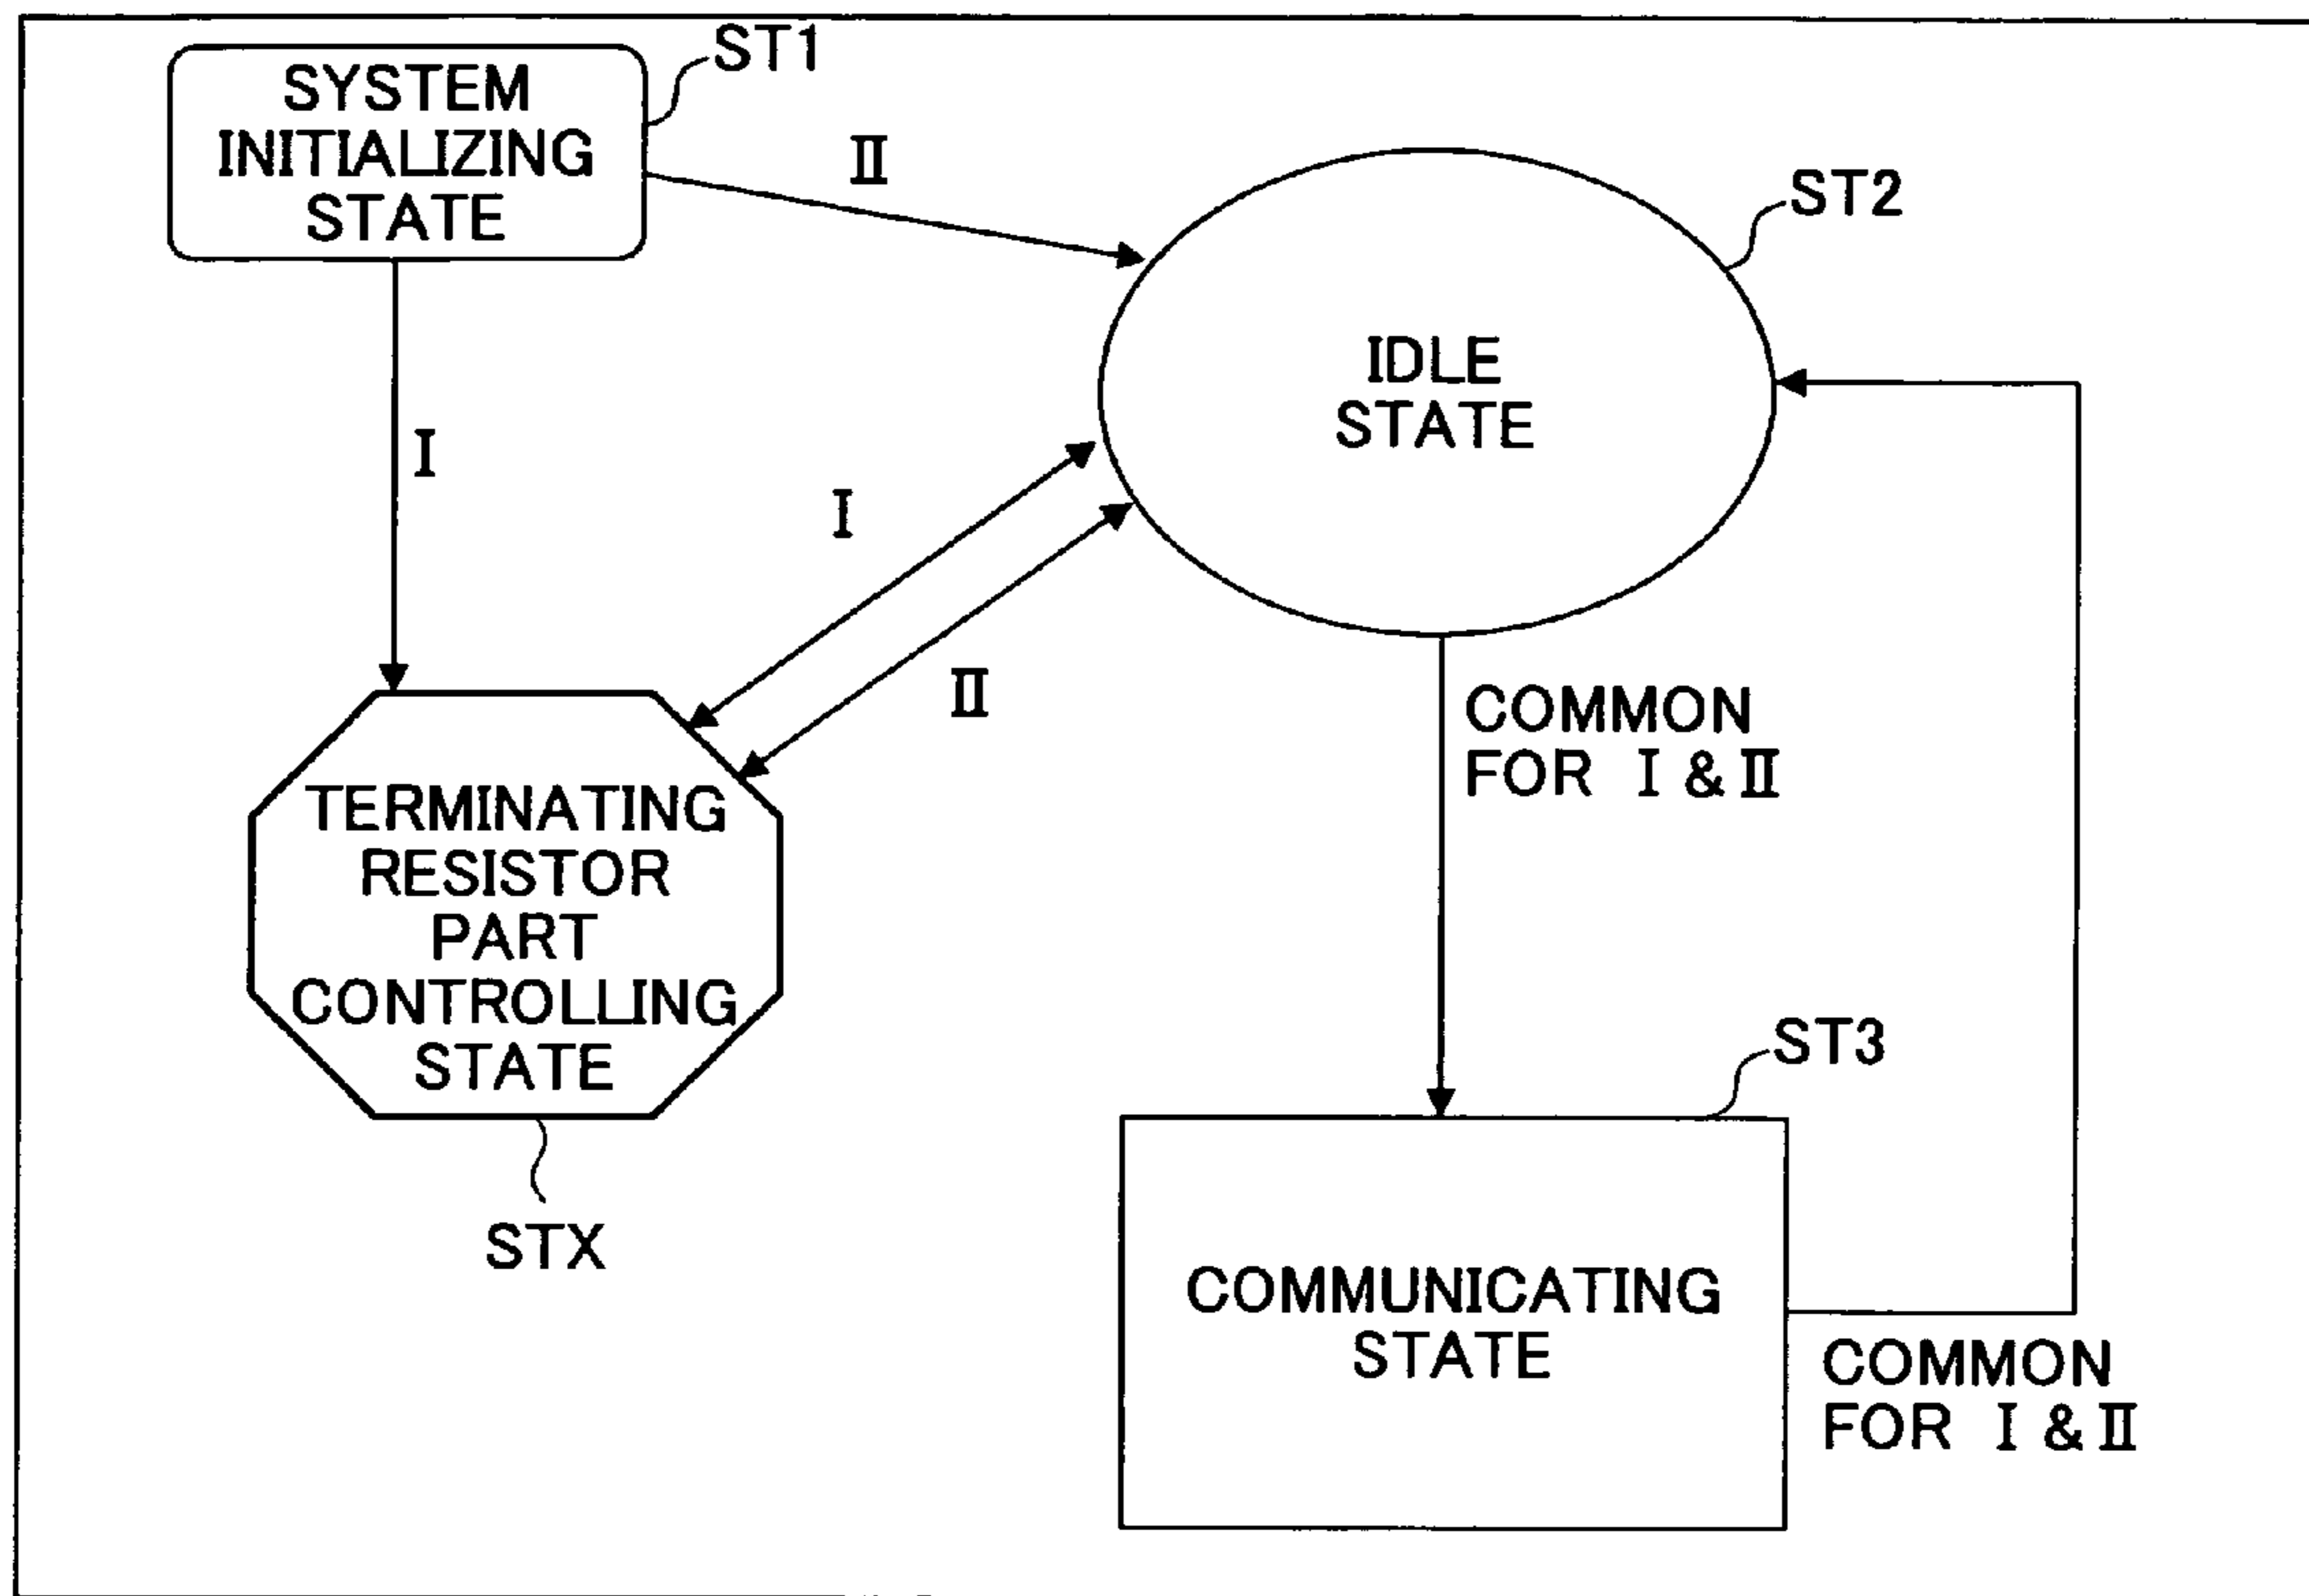 ST1
SYSTEM
INITIALIZING
STATE
II
ST2
IDLE
STATE
I
I
II
COMMON
FOR I & II
TERMINATING
RESISTOR
PART
CONTROLLING
STATE
STX
ST3
COMMUNICATING
STATE
COMMON
FOR I & II